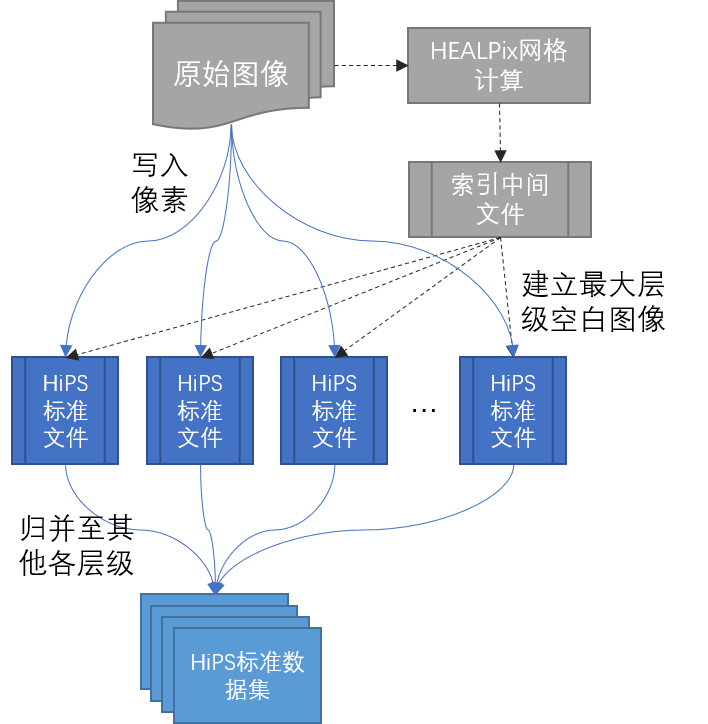 原始图像
HEALPix网格
计算
写入
像素
索引中间
文件
建立最大层
级空白图像
HiPS
标准
文件
HiPS
标准
文件
HiPS
标准
文件
...
HiPS
标准
文件
归并至其
他各层级
HiPS标准数
据集